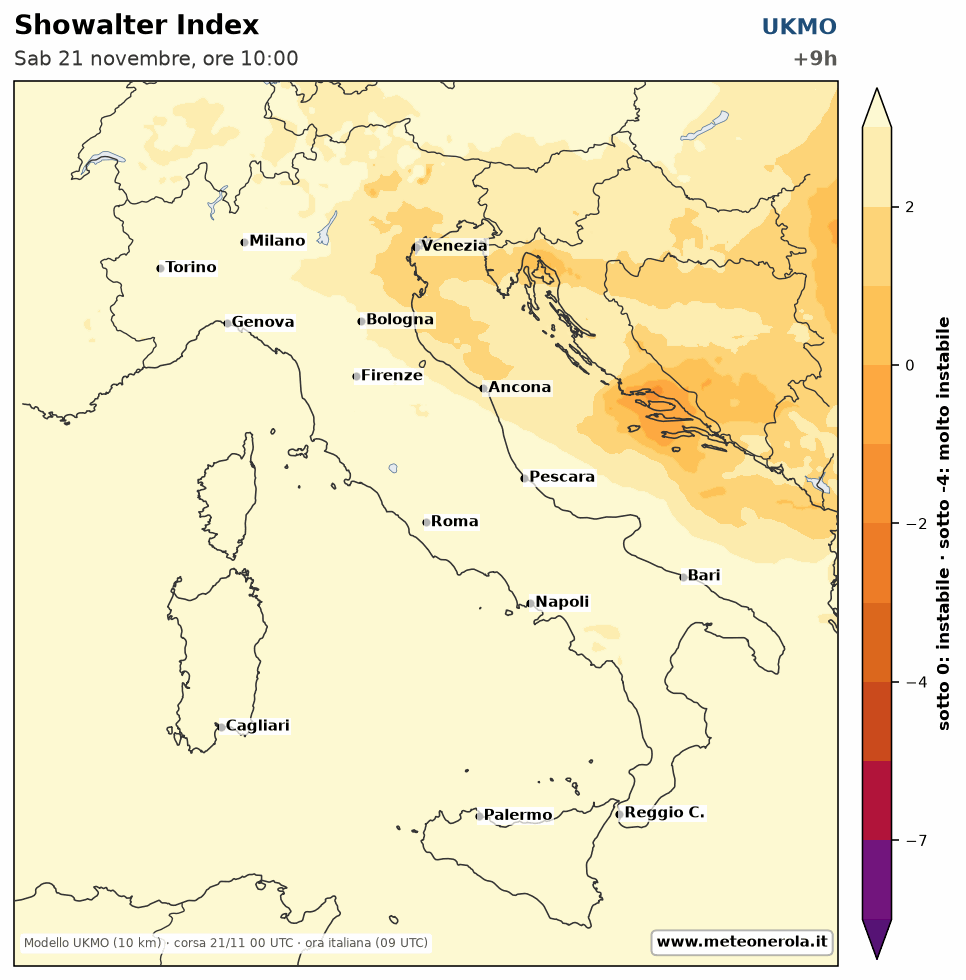 Showalter Index
UKMO
Sab 21 novembre, ore 10:00
+9h
Milano
Venezia
Torino
Genova
Bologna
Firenze
Ancona
Pescara
Roma
Bari
Napoli
Cagliari
Palermo
Reggio C.
2
0
−2
−4
−7
sotto 0: instabile · sotto -4: molto instabile
Modello UKMO (10 km) · corsa 21/11 00 UTC · ora italiana (09 UTC)
www.meteonerola.it